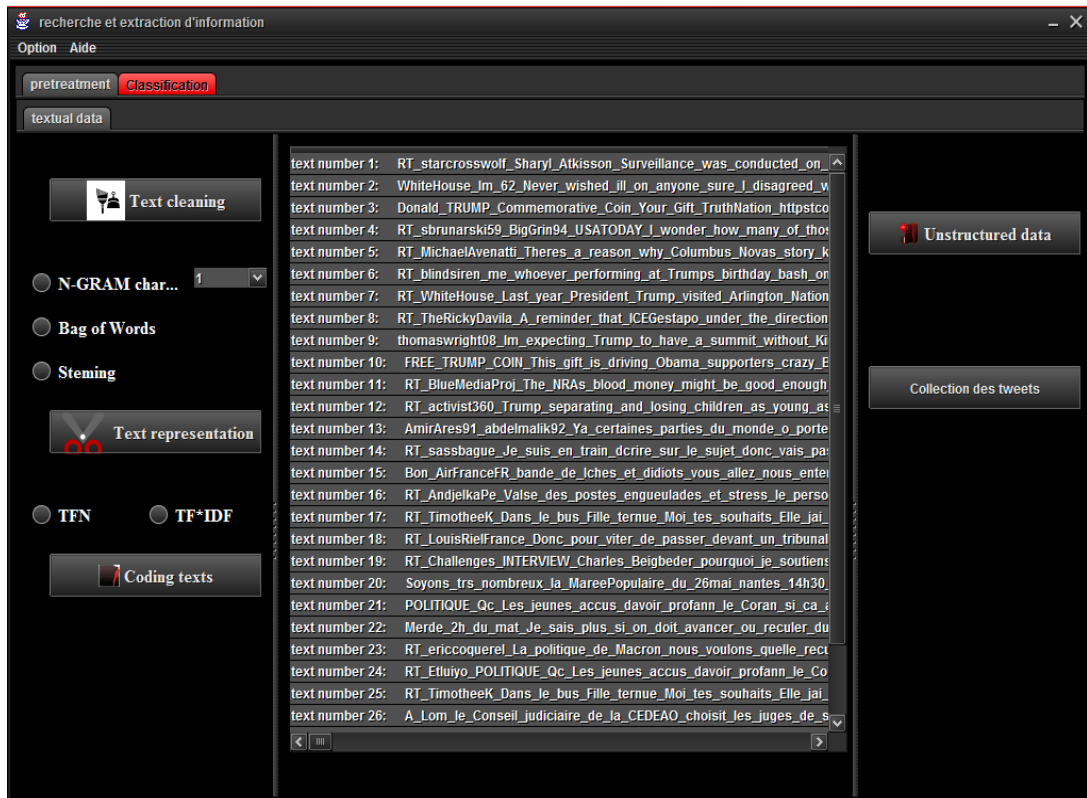 recherche et extraction d'information
Option Aide
pretreatment Classification
textual data
Text cleaning
N-GRAM char... 1
Bag of Words
Steming
Text representation
TFN TF*IDF
Coding texts
text number 1: RT_starcrosswolf_Sharyl_Atkisson_Surveillance_was_conducted_on_
text number 2: WhiteHouse_Im_62_Never_wished_ill_on_anyone_sure_I_disagreed_w
text number 3: Donald_TRUMP_Commemorative_Coin_Your_Gift_TruthNation_httpstco
text number 4: RT_sbrunarski59_BigGrin94_USATODAY_I_wonder_how_many_of_thos
text number 5: RT_MichaelAvenatti_Theres_a_reason_why_Columbus_Novas_story_k
text number 6: RT_blindsiren_me_whoever_performing_at_Trumps_birthday_bash_on
text number 7: RT_WhiteHouse_Last_year_President_Trump_visited_Arlington_Nation
text number 8: RT_TheRickyDavila_A_reminder_that_ICEGestapo_under_the_direction
text number 9: thomaswright08_Im_expecting_Trump_to_have_a_summit_without_Ki
text number 10: FREE_TRUMP_COIN_This_gift_is_driving_Obama_supporters_crazy_B
text number 11: RT_BlueMediaProj_The_NRAs_blood_money_might_be_good_enough_
text number 12: RT_activist360_Trump_separating_and_losing_children_as_young_as
text number 13: AmirAres91_abdelmalik92_Ya_certaines_parties_du_monde_o_porte
text number 14: RT_sassbague_Je_suis_en_train_dcrire_sur_le_sujet_donc_vais_pas
text number 15: Bon_AirFranceFR_bande_de_lches_et_didiots_vous_allez_nous_enter
text number 16: RT_AndjelkaPe_Valse_des_postes_engueulades_et_stress_le_perso
text number 17: RT_TimotheeK_Dans_le_bus_Fille_ternue_Moi_tes_souhaits_Elle_jai_
text number 18: RT_LouisRielFrance_Donc_pour_viter_de_passer_devant_un_tribunal
text number 19: RT_Challenges_INTERVIEW_Charles_Beigbeder_pourquoi_je_soutiens
text number 20: Soyons_trs_nombreux_la_MareePopulaire_du_26mai_nantes_14h30_
text number 21: POLITIQUE_Qc_Les_jeunes_accus_davoir_profann_le_Coran_si_ca_a
text number 22: Merde_2h_du_mat_Je_sais_plus_si_on_doit_avancer_ou_reculer_du
text number 23: RT_ericcoquerel_La_politique_de_Macron_nous_voulons_quelle_recu
text number 24: RT_Etluiyo_POLITIQUE_Qc_Les_jeunes_accus_davoir_profann_le_Co
text number 25: RT_TimotheeK_Dans_le_bus_Fille_ternue_Moi_tes_souhaits_Elle_jai_
text number 26: A_Lom_le_Conseil_judiciaire_de_la_CEDEAO_choisit_les_juges_de_s
Unstructured data
Collection des tweets